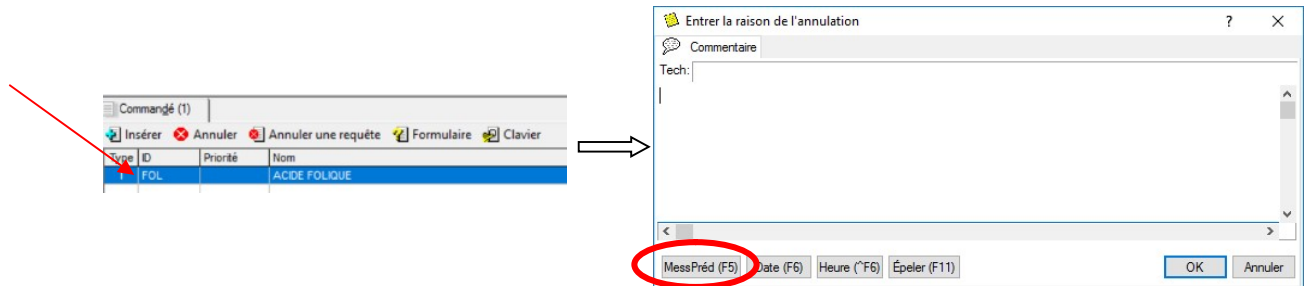 Commandé (1)
Insérer Annuler Annuler une requête Formulaire Clavier
Type ID Priorité Nom
1 FOL ACIDE FOLIQUE
Entrer la raison de l'annulation ? X
Commentaire
Tech:
MessPréd (F5) Date (F6) Heure (^F6) Épeler (F11) OK Annuler